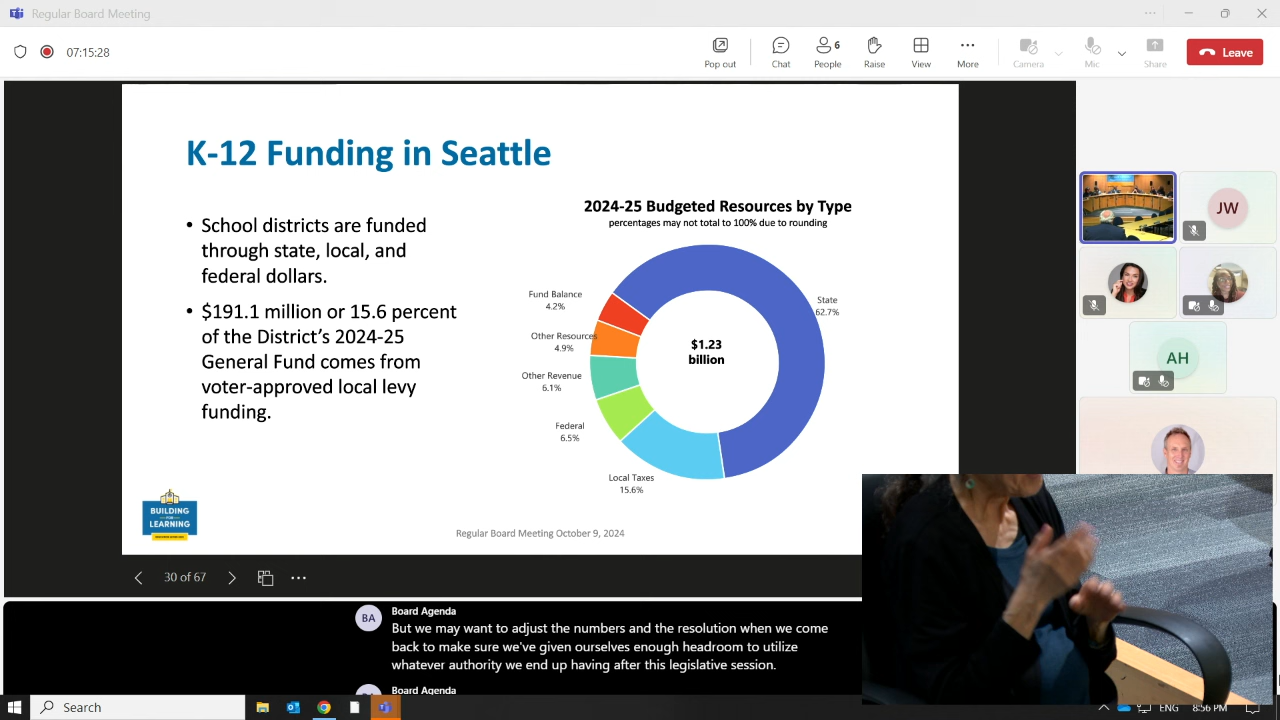 Regular Board Meeting
07:15:28
6
Pop out
Chat
People
Raise
View
More
Camera
Mic
Share
Leave
K-12 Funding in Seattle
• School districts are funded
through state, local, and
federal dollars.
• $191.1 million or 15.6 percent
of the District's 2024-25
General Fund comes from
voter-approved local levy
funding.
2024-25 Budgeted Resources by Type
percentages may not total to 100% due to rounding
Fund Balance
4.2%
Other Resources
4.9%
Other Revenue
6.1%
Federal
6.5%
Local Taxes
15.6%
State
62.7%
$1.23
billion
BUILDING
FOR
LEARNING
Regular Board Meeting October 9, 2024
JW
AH
30 of 67
BA
Board Agenda
But we may want to adjust the numbers and the resolution when we come
back to make sure we've given ourselves enough headroom to utilize
whatever authority we end up having after this legislative session.
Board Agenda
Search
ENG
8:56 PM